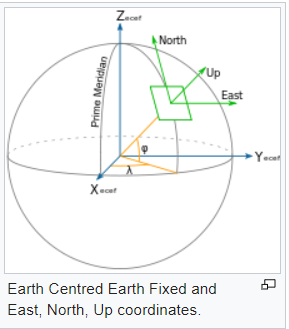 Zecef
North
Up
East
Prime Meridian
φ
Yecef
λ
Xecef
Earth Centred Earth Fixed and
East, North, Up coordinates.